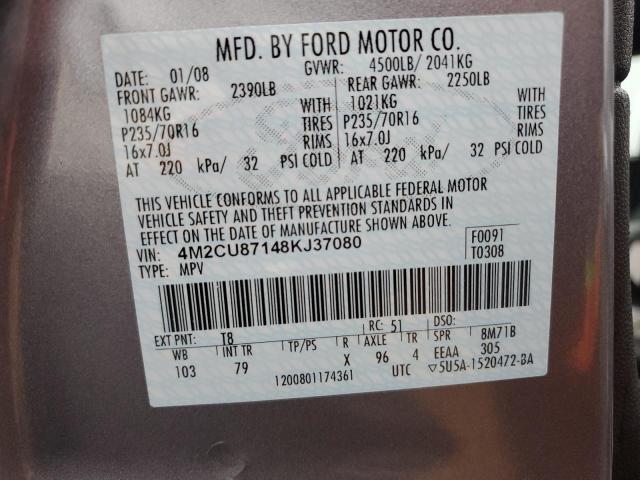 MFD. BY FORD MOTOR CO.
DATE: 01/08 GVWR: 4500LB/ 2041KG
FRONT GAWR: 2390LB REAR GAWR: 2250LB
1084KG WITH 1021KG WITH
P235/70R16 TIRES P235/70R16 TIRES
16x7.0J RIMS 16x7.0J RIMS
AT 220 kPa/ 32 PSI COLD AT 220 kPa/ 32 PSI COLD
THIS VEHICLE CONFORMS TO ALL APPLICABLE FEDERAL MOTOR
VEHICLE SAFETY AND THEFT PREVENTION STANDARDS IN
EFFECT ON THE DATE OF MANUFACTURE SHOWN ABOVE.
VIN: 4M2CU87148KJ37080 F0091
TYPE: MPV T0308
EXT PNT: T8 RC: 51 DSO:
WB INT TR TP/PS R AXLE TR SPR 8M71B
103 79 X 96 4 EEAA 305
1200801174361 UTC ▽5U5A-1520472-BA